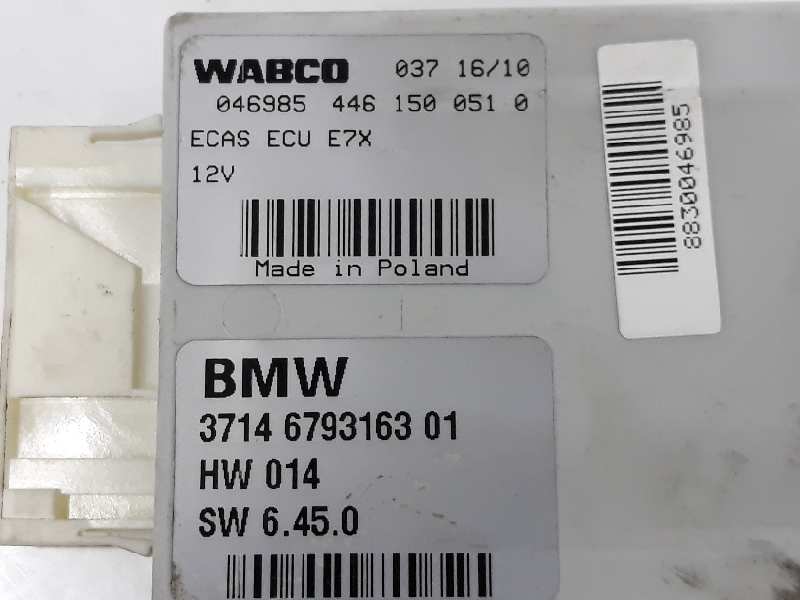 WABCO 037 16/10
046985 446 150 051 0
ECAS ECU E7X
12V
Made in Poland
8830046985
BMW
3714 6793163 01
HW 014
SW 6.45.0